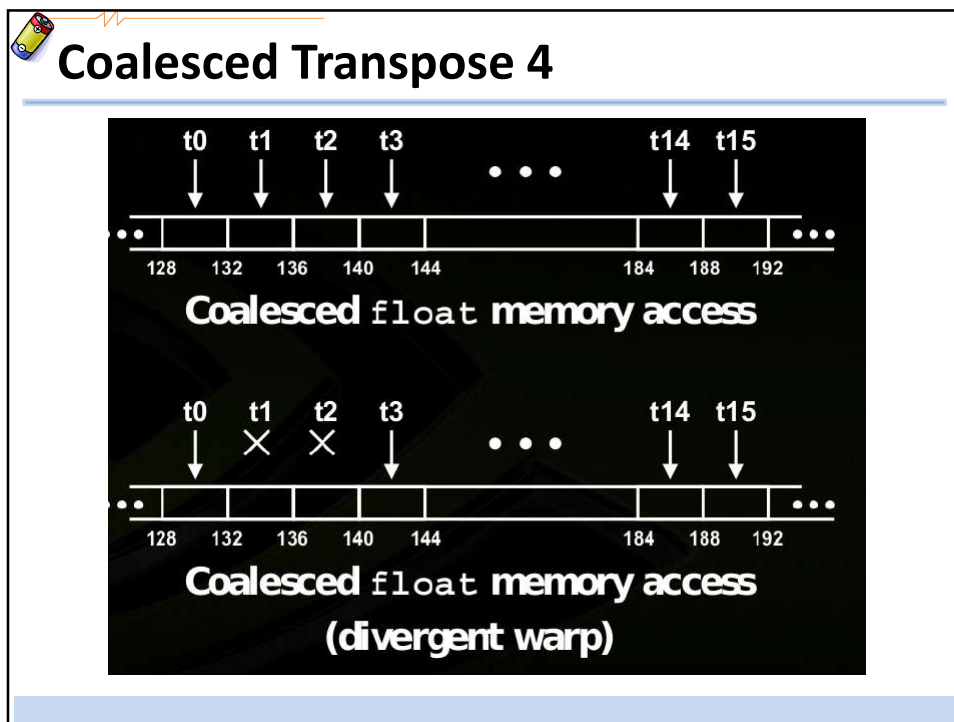 Coalesced Transpose 4
t0 t1 t2 t3 • • • t14 t15
••• •••
128 132 136 140 144 184 188 192
Coalesced float memory access
t0 t1 t2 t3 • • • t14 t15
••• •••
128 132 136 140 144 184 188 192
Coalesced float memory access
(divergent warp)